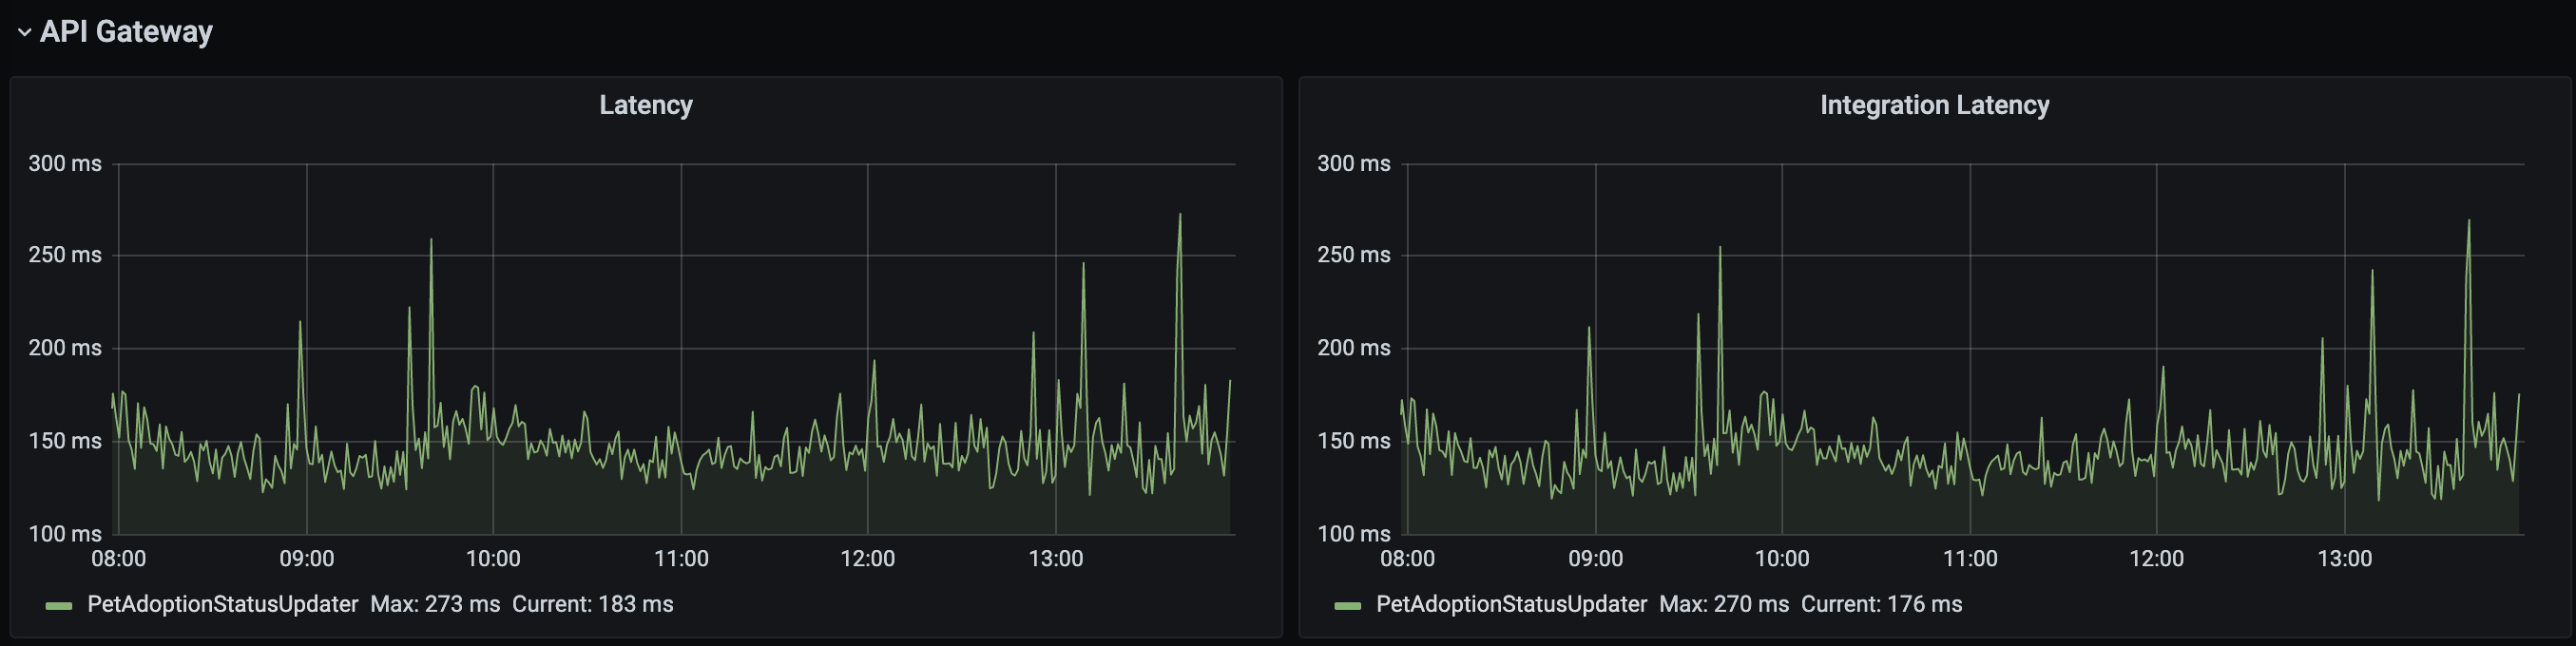 API Gateway
Latency
300 ms
250 ms
200 ms
150 ms
100 ms
08:00 09:00 10:00 11:00 12:00 13:00
PetAdoptionStatusUpdater Max: 273 ms Current: 183 ms
Integration Latency
300 ms
250 ms
200 ms
150 ms
100 ms
08:00 09:00 10:00 11:00 12:00 13:00
PetAdoptionStatusUpdater Max: 270 ms Current: 176 ms